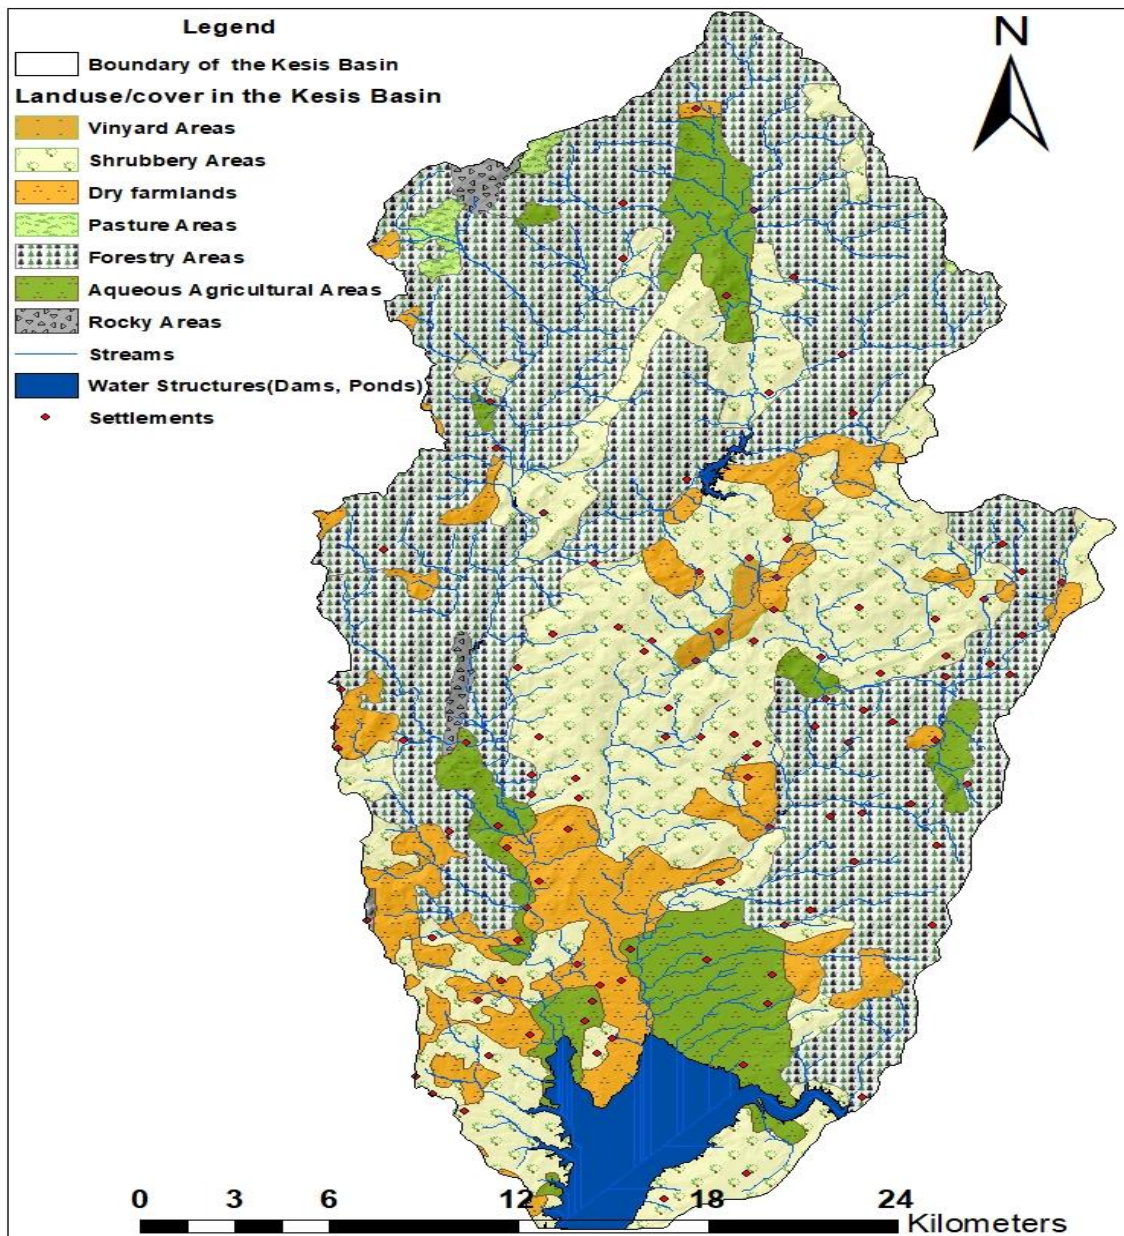 Legend
Boundary of the Kesis Basin
Landuse/cover in the Kesis Basin
Vinyard Areas
Shrubbery Areas
Dry farmlands
Pasture Areas
Forestry Areas
Aqueous Agricultural Areas
Rocky Areas
Streams
Water Structures(Dams, Ponds)
Settlements
N
0 3 6 12 18 24
Kilometers